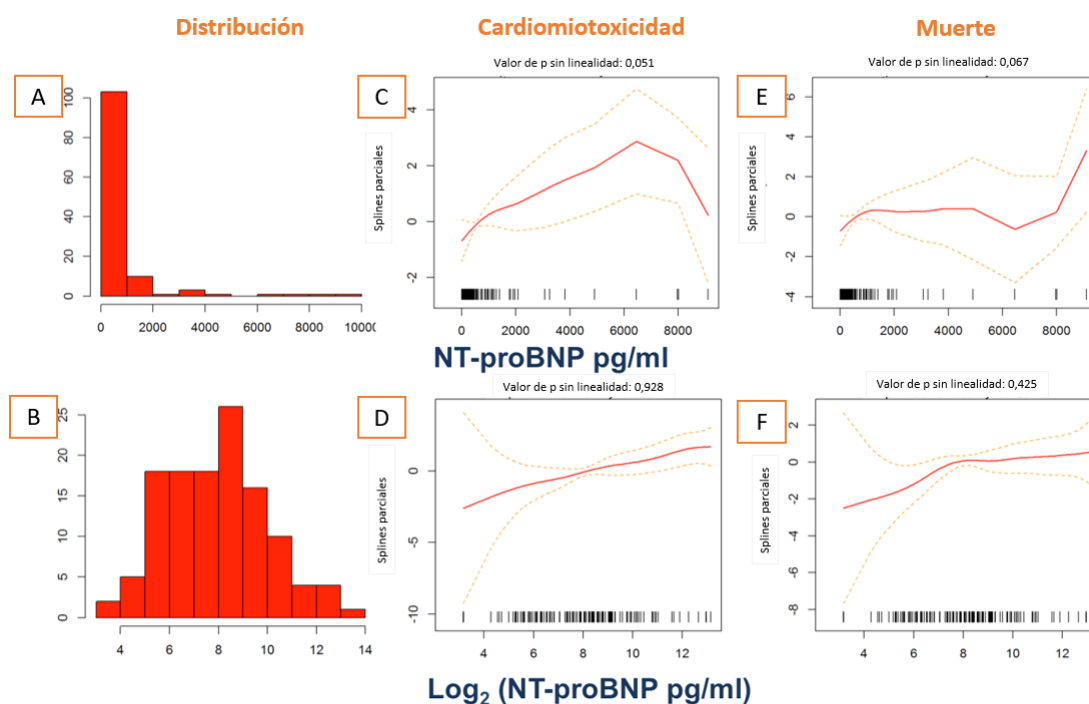 Distribución
Cardiomiotoxicidad
Muerte
A
0 20 40 60 80 100
0 2000 4000 6000 8000 10000
C
Valor de p sin linealidad: 0,051
Splines parciales
-2 0 2 4
0 2000 4000 6000 8000
E
Valor de p sin linealidad: 0,067
Splines parciales
-4 -2 0 2 4 6
0 2000 4000 6000 8000
NT-proBNP pg/ml
B
0 5 10 15 20 25
4 6 8 10 12 14
D
Valor de p sin linealidad: 0,928
Splines parciales
-10 -5 0
4 6 8 10 12
F
Valor de p sin linealidad: 0,425
Splines parciales
-8 -6 -4 -2 0 2
4 6 8 10 12
Log₂ (NT-proBNP pg/ml)